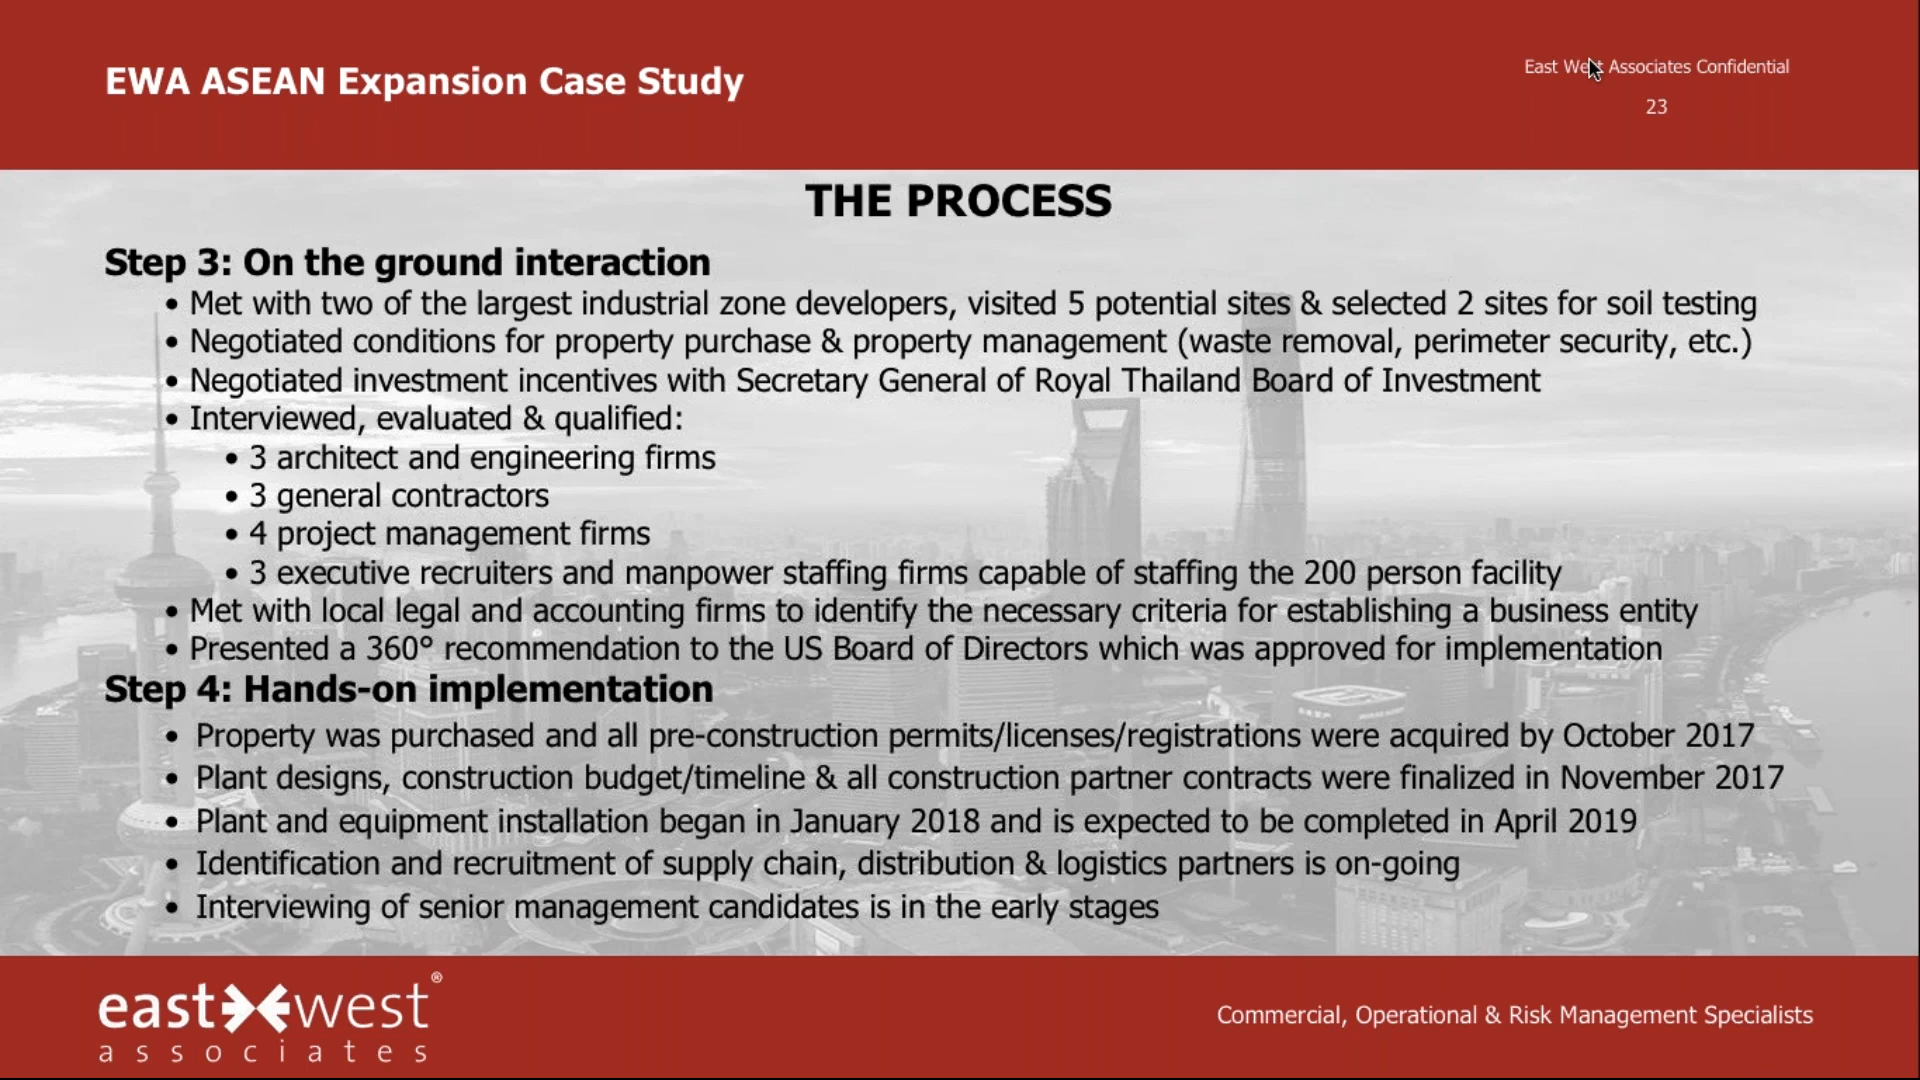 EWA ASEAN Expansion Case Study
East West Associates Confidential
23
THE PROCESS
Step 3: On the ground interaction
• Met with two of the largest industrial zone developers, visited 5 potential sites & selected 2 sites for soil testing
• Negotiated conditions for property purchase & property management (waste removal, perimeter security, etc.)
• Negotiated investment incentives with Secretary General of Royal Thailand Board of Investment
• Interviewed, evaluated & qualified:
• 3 architect and engineering firms
• 3 general contractors
• 4 project management firms
• 3 executive recruiters and manpower staffing firms capable of staffing the 200 person facility
• Met with local legal and accounting firms to identify the necessary criteria for establishing a business entity
• Presented a 360° recommendation to the US Board of Directors which was approved for implementation
Step 4: Hands-on implementation
• Property was purchased and all pre-construction permits/licenses/registrations were acquired by October 2017
• Plant designs, construction budget/timeline & all construction partner contracts were finalized in November 2017
• Plant and equipment installation began in January 2018 and is expected to be completed in April 2019
• Identification and recruitment of supply chain, distribution & logistics partners is on-going
• Interviewing of senior management candidates is in the early stages
east west®
associates
Commercial, Operational & Risk Management Specialists